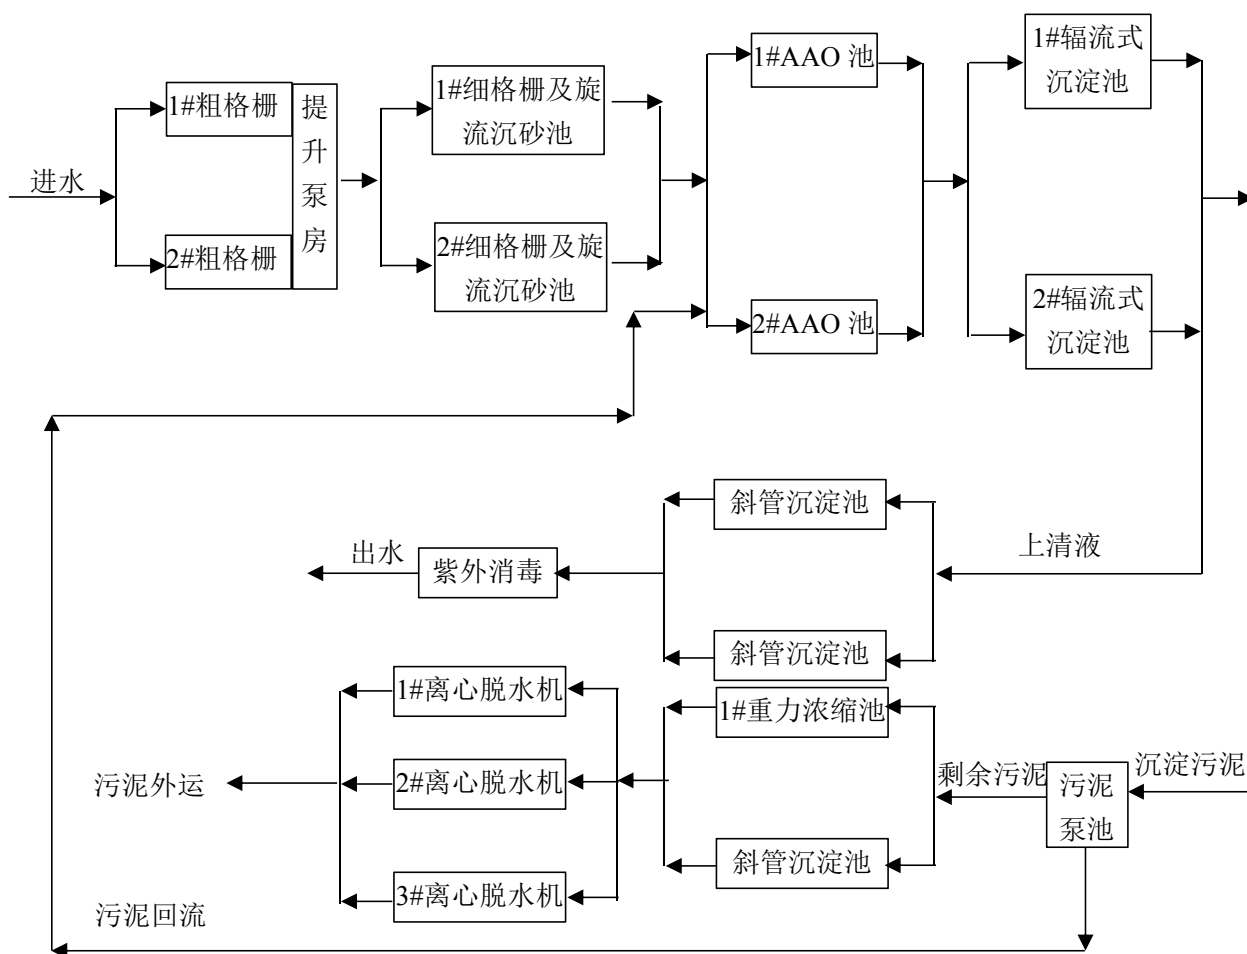 1#AAO 池
1#辐流式
沉淀池
1#粗格栅
提
升
泵
房
1#细格栅及旋
流沉砂池
进水
2#粗格栅
2#细格栅及旋
流沉砂池
2#AAO 池
2#辐流式
沉淀池
斜管沉淀池
上清液
出水
紫外消毒
斜管沉淀池
1#离心脱水机
1#重力浓缩池
污泥外运
2#离心脱水机
剩余污泥
污泥
泵池
沉淀污泥
斜管沉淀池
3#离心脱水机
污泥回流